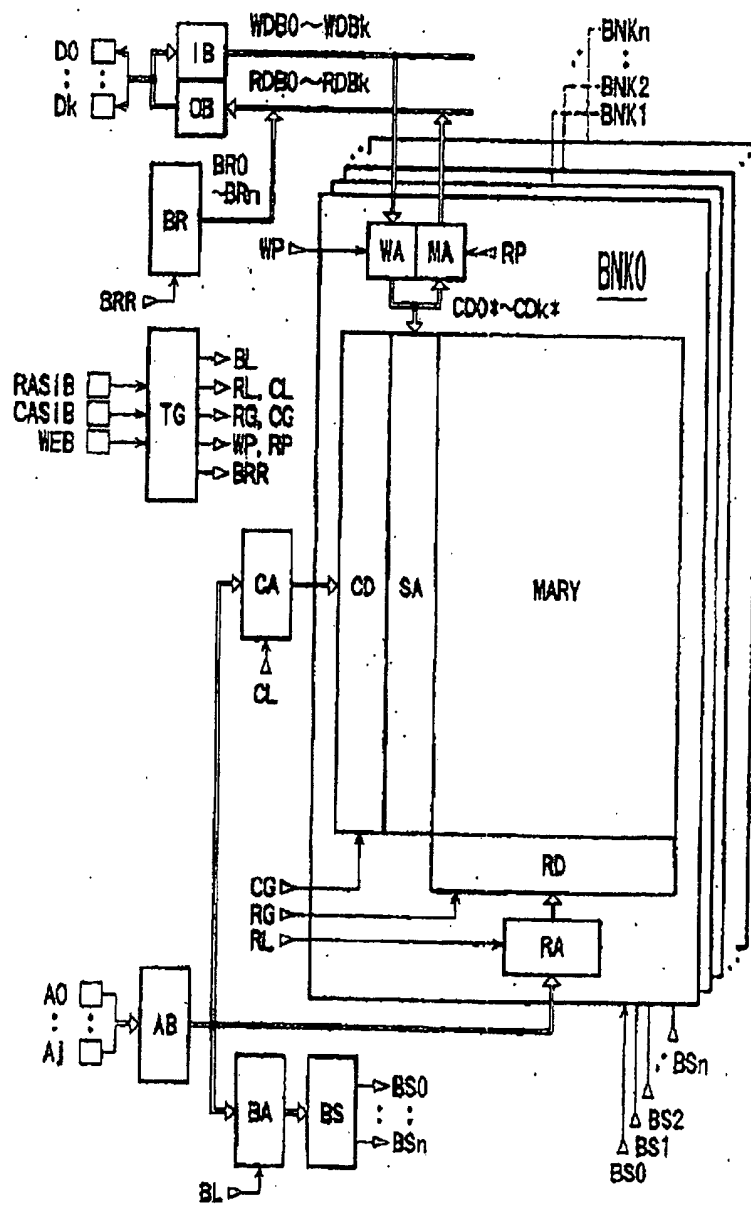 WDB0~WDBk
D0
IB
RDB0~RDBk
Dk
OB
BNKn
BNK2
BNK1
BR0
~BRn
BR
BRR
WP
WA
MA
RP
BNK0
CD0*~CDk*
RASIB
CASIB
WEB
TG
BL
RL, CL
RG, CG
WP, RP
BRR
CA
CL
CD
SA
MARY
CG
RG
RL
RD
RA
A0
Aj
AB
BA
BS
BS0
BSn
BL
BSn
BS2
BS1
BS0